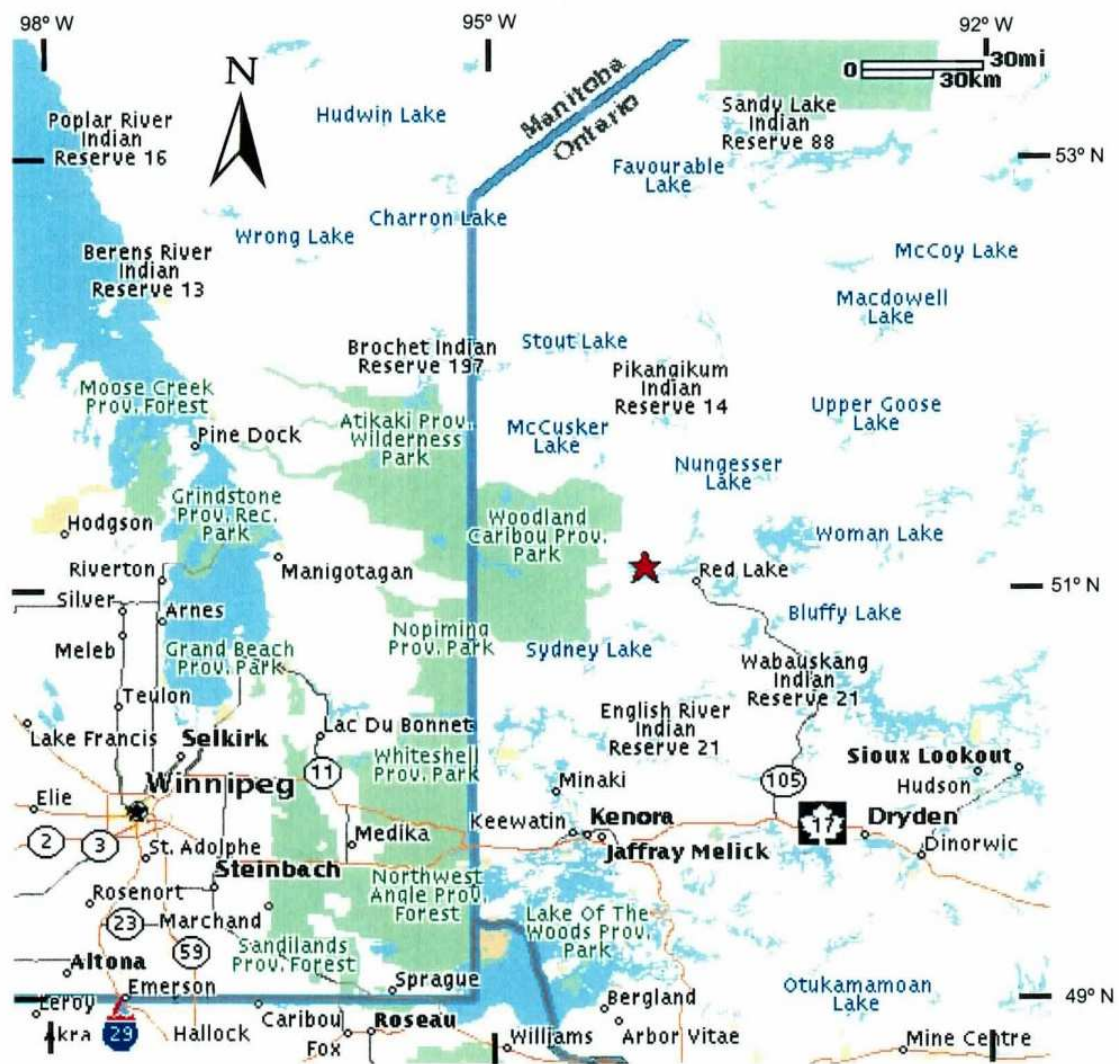 98° W
95° W
92° W
N
0
30mi
30km
Manitoba
Ontario
Hudwin Lake
Sandy Lake
Indian
Reserve 88
Poplar River
Indian
Reserve 16
53° N
Favourable
Lake
Charron Lake
Wrong Lake
McCoy Lake
Berens River
Indian
Reserve 13
Macdowell
Lake
Stout Lake
Brochet Indian
Reserve 197
Pikangikum
Indian
Reserve 14
Moose Creek
Prov. Forest
Upper Goose
Lake
Atikaki Prov.
Wilderness
Park
McCusker
Lake
Pine Dock
Nungesser
Lake
Grindstone
Prov. Rec.
Park
Woodland
Caribou Prov.
Park
Hodgson
Woman Lake
Manigotagan
Riverton
Red Lake
51° N
Silver
Arnes
Bluffy Lake
Nopiming
Prov. Park
Meleb
Grand Beach
Prov. Park
Sydney Lake
Wabauskang
Indian
Reserve 21
Teulon
English River
Indian
Reserve 21
Lac Du Bonnet
Lake Francis
Selkirk
Whiteshell
Prov. Park
Sioux Lookout
11
105
Hudson
Winnipeg
Minaki
Elie
17
Dryden
Keewatin
Kenora
2
3
Medika
Jaffray Melick
Dinorwic
St. Adolphe
Steinbach
Northwest
Angle Prov.
Forest
Rosenort
23
Marchand
Lake Of The
Woods Prov.
Park
59
Sandilands
Prov. Forest
Altona
Sprague
Otukamamoan
Lake
Emerson
49° N
Leroy
Bergland
Caribou
Roseau
Akra
29
Hallock
Arbor Vitae
Fox
Williams
Mine Centre